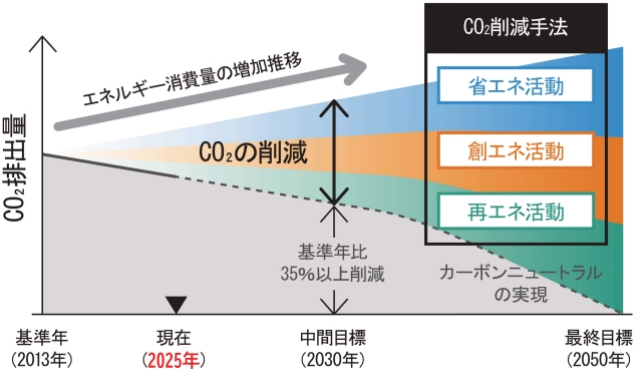 CO₂削減手法
エネルギー消費量の増加推移
省エネ活動
CO₂排出量
CO₂の削減
創エネ活動
再エネ活動
基準年比
35%以上削減
カーボンニュートラル
の実現
基準年
(2013年)
現在
(2025年)
中間目標
(2030年)
最終目標
(2050年)